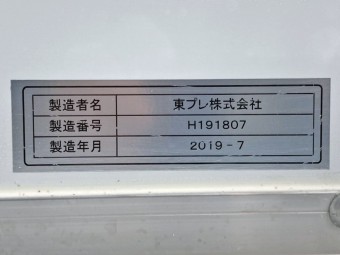 製造者名 東プレ株式会社
製造番号 H191807
製造年月 2019-7